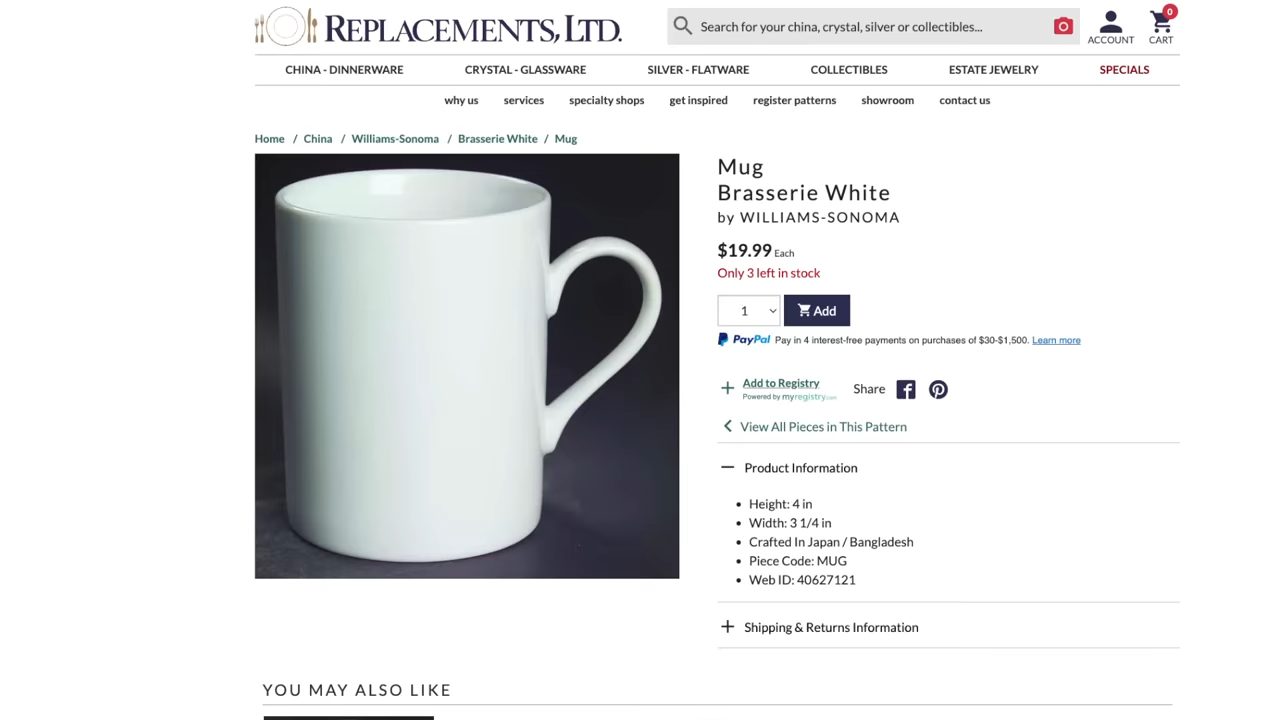 REPLACEMENTS, LTD.
Search for your china, crystal, silver or collectibles...
0
ACCOUNT
CART
CHINA - DINNERWARE
CRYSTAL - GLASSWARE
SILVER - FLATWARE
COLLECTIBLES
ESTATE JEWELRY
SPECIALS
why us
services
specialty shops
get inspired
register patterns
showroom
contact us
Home / China / Williams-Sonoma / Brasserie White / Mug
Mug
Brasserie White
by WILLIAMS-SONOMA
$19.99 Each
Only 3 left in stock
1
Add
PayPal Pay in 4 interest-free payments on purchases of $30-$1,500. Learn more
Add to Registry
Powered by myregistry.com
Share
View All Pieces in This Pattern
Product Information
• Height: 4 in
• Width: 3 1/4 in
• Crafted In Japan / Bangladesh
• Piece Code: MUG
• Web ID: 40627121
Shipping & Returns Information
YOU MAY ALSO LIKE